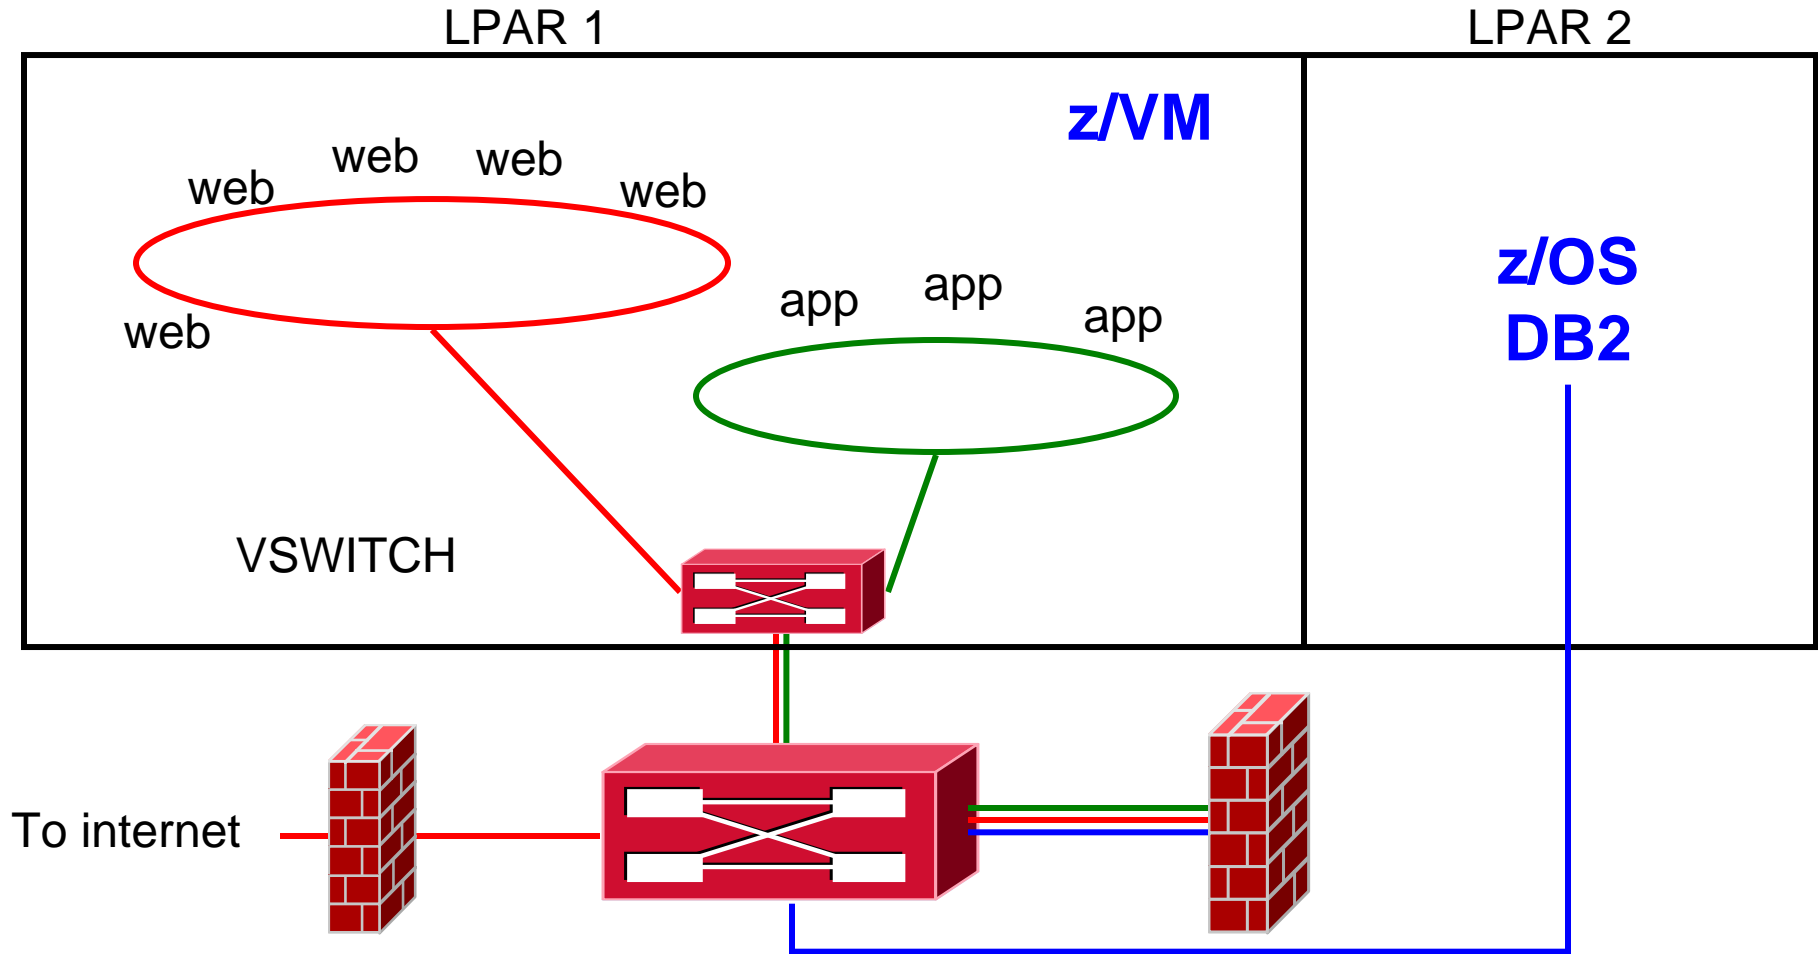 LPAR 1
LPAR 2
z/VM
web
web
web
web
web
app
app
app
z/OS
DB2
VSWITCH
To internet